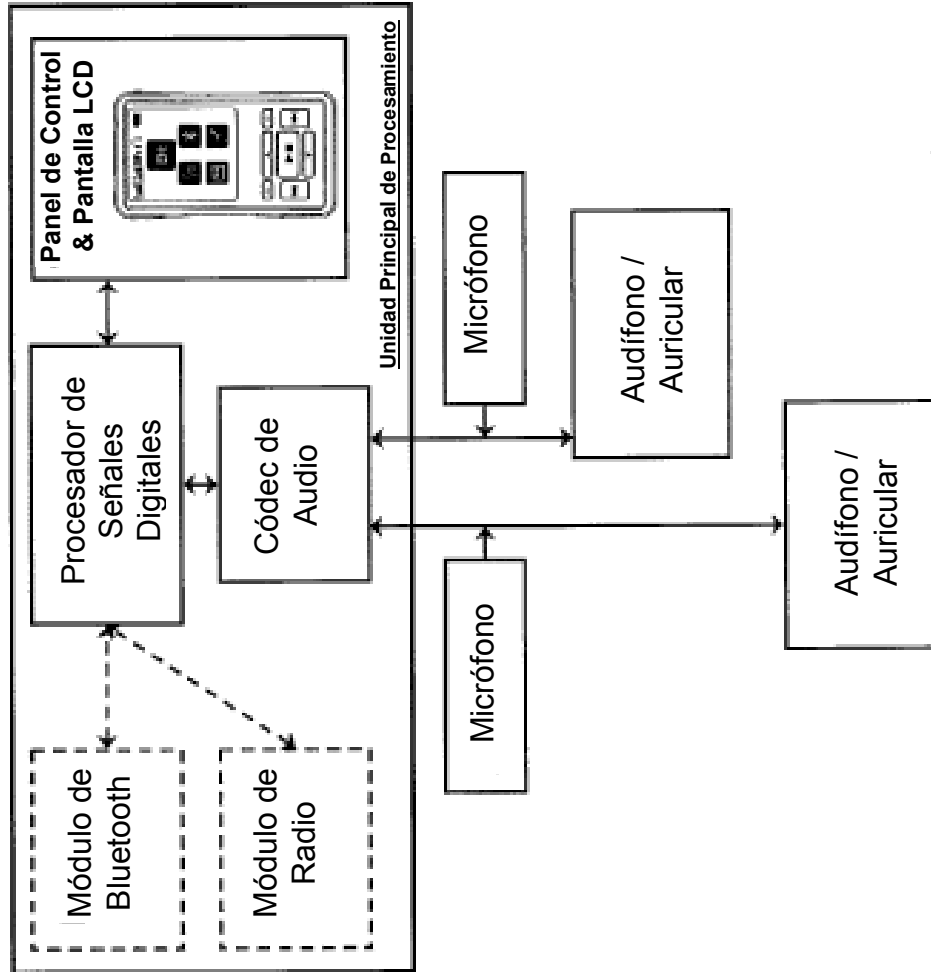 Módulo de
Bluetooth
Procesador de
Señales
Digitales
Panel de Control
& Pantalla LCD
Módulo de
Radio
Códec de
Audio
Unidad Principal de Procesamiento
Micrófono
Micrófono
Audífono /
Auricular
Audífono /
Auricular